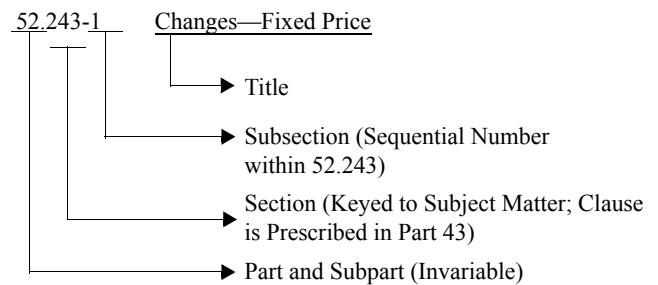 52.243-1 Changes—Fixed Price
Title
Subsection (Sequential Number
within 52.243)
Section (Keyed to Subject Matter; Clause
is Prescribed in Part 43)
Part and Subpart (Invariable)